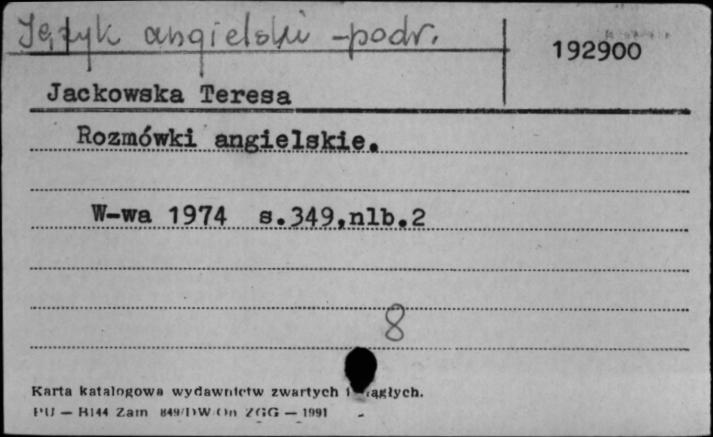 Język angielski - podr.
192900
Jackowska Teresa
Rozmówki angielskie.
W-wa 1974 s.349,nlb.2
8
Karta katalogowa wydawnictw zwartych i ciągłych.
PU — H144 Zam 849/DW/On ZGG — 1991